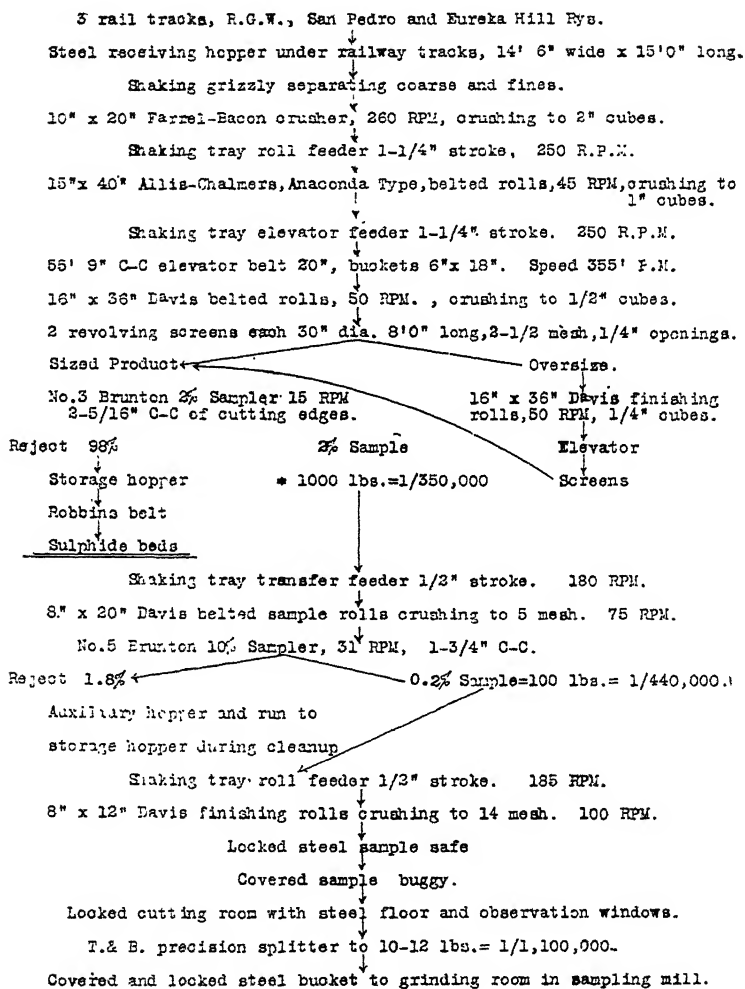 3 rail tracks, R.G.W., San Pedro and Eureka Hill Rys.
Steel receiving hopper under railway tracks, 14' 6" wide x 15'0" long.
Shaking grizzly separating coarse and fines.
10" x 20" Farrel-Bacon crusher, 260 RPM, crushing to 2" cubes.
Shaking tray roll feeder 1-1/4" stroke, 250 R.P.M.
15"x 40" Allis-Chalmers,Anaconda Type,belted rolls,45 RPM,crushing to
1" cubes.
Shaking tray elevator feeder 1-1/4" stroke. 250 R.P.M.
55' 9" C-C elevator belt 20", buckets 6"x 18". Speed 355' P.M.
16" x 36" Davis belted rolls, 50 RPM. , crushing to 1/2" cubes.
2 revolving screens each 30" dia. 8'0" long,2-1/2 mesh,1/4" openings.
Sized Product Oversize.
No.3 Brunton 2% Sampler 15 RPM 16" x 36" Davis finishing
2-5/16" C-C of cutting edges. rolls,50 RPM, 1/4" cubes.
Reject 98% 2% Sample Elevator
Storage hopper * 1000 lbs.=1/350,000 Screens
Robbins belt
Sulphide beds
Shaking tray transfer feeder 1/2" stroke. 180 RPM.
8" x 20" Davis belted sample rolls crushing to 5 mesh. 75 RPM.
No.5 Brunton 10% Sampler, 31 RPM, 1-3/4" C-C.
Reject 1.8% 0.2% Sample=100 lbs.= 1/440,000.
Auxiliary hopper and run to
storage hopper during cleanup
Shaking tray roll feeder 1/2" stroke. 185 RPM.
8" x 12" Davis finishing rolls crushing to 14 mesh. 100 RPM.
Locked steel sample safe
Covered sample buggy.
Locked cutting room with steel floor and observation windows.
T.& B. precision splitter to 10-12 lbs.= 1/1,100,000.
Covered and locked steel bucket to grinding room in sampling mill.